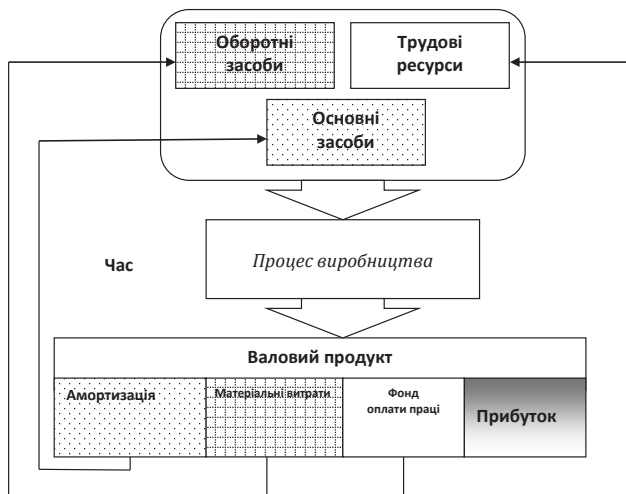 Оборотні
засоби
Трудові
ресурси
Основні
засоби
Час
Процес виробництва
Валовий продукт
Амортизація
Матеріальні витрати
Фонд
оплати праці
Прибуток